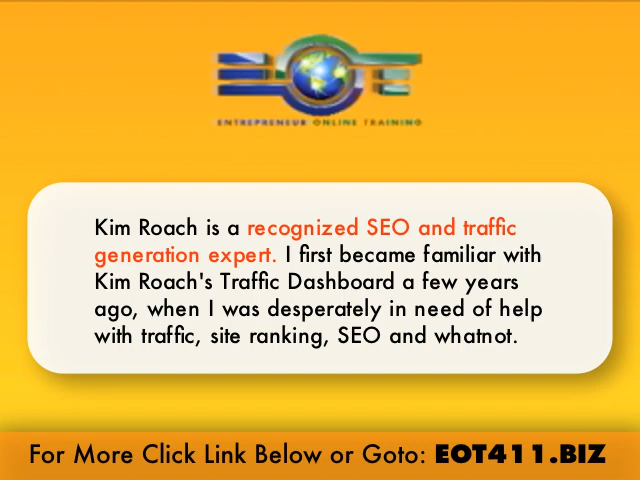 EOT
ENTREPRENEUR ONLINE TRAINING
Kim Roach is a recognized SEO and traffic
generation expert. I first became familiar with
Kim Roach's Traffic Dashboard a few years
ago, when I was desperately in need of help
with traffic, site ranking, SEO and whatnot.
For More Click Link Below or Goto: EOT411.BIZ